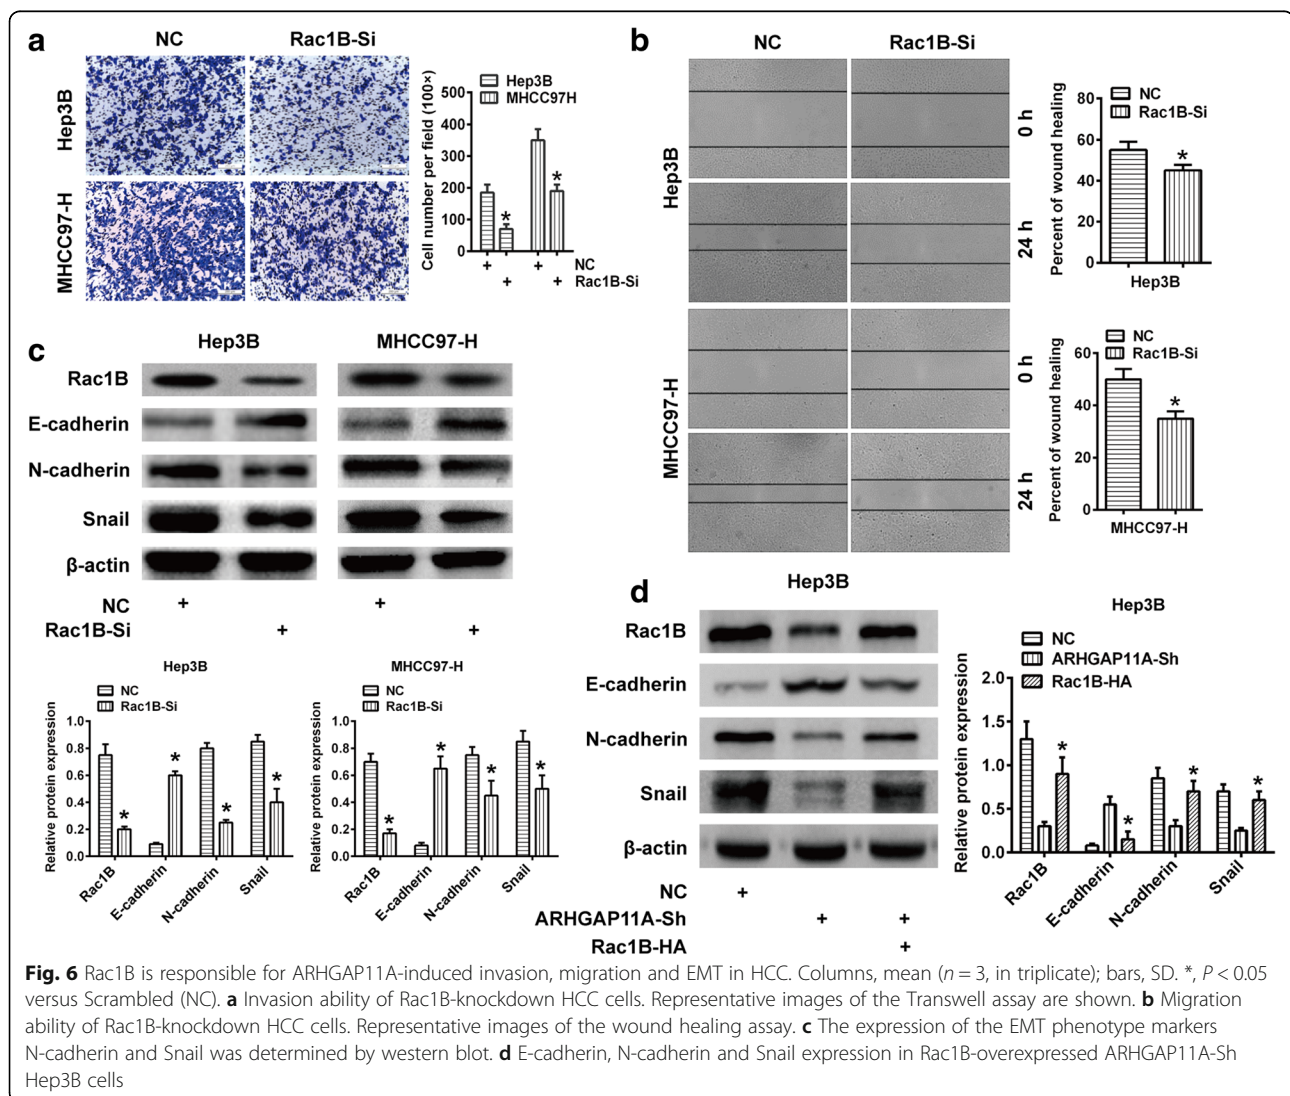 a
NC
Rac1B-Si
Hep3B
MHCC97-H
Hep3B
MHCC97H
Cell number per field (100×)
500
400
300
200
100
0
*
*
+
+
NC
+
+
Rac1B-Si
b
NC
Rac1B-Si
Hep3B
0 h
24 h
MHCC97-H
0 h
24 h
NC
Rac1B-Si
Percent of wound healing
80
60
40
20
0
*
Hep3B
NC
Rac1B-Si
Percent of wound healing
60
40
20
0
*
MHCC97-H
c
Hep3B
MHCC97-H
Rac1B
E-cadherin
N-cadherin
Snail
β-actin
NC
+
+
Rac1B-Si
+
+
Hep3B
NC
Rac1B-Si
Relative protein expression
1.0
0.8
0.6
0.4
0.2
0.0
*
*
*
*
Rac1B
E-cadherin
N-cadherin
Snail
MHCC97-H
NC
Rac1B-Si
Relative protein expression
1.0
0.8
0.6
0.4
0.2
0.0
*
*
*
*
Rac1B
E-cadherin
N-cadherin
Snail
d
Hep3B
Rac1B
E-cadherin
N-cadherin
Snail
β-actin
NC
+
ARHGAP11A-Sh
+
+
Rac1B-HA
+
Hep3B
NC
ARHGAP11A-Sh
Rac1B-HA
Relative protein expression
2.0
1.5
1.0
0.5
0.0
*
*
*
*
Rac1B
E-cadherin
N-cadherin
Snail
Fig. 6 Rac1B is responsible for ARHGAP11A-induced invasion, migration and EMT in HCC. Columns, mean (n = 3, in triplicate); bars, SD. *, P < 0.05
versus Scrambled (NC). a Invasion ability of Rac1B-knockdown HCC cells. Representative images of the Transwell assay are shown. b Migration
ability of Rac1B-knockdown HCC cells. Representative images of the wound healing assay. c The expression of the EMT phenotype markers
N-cadherin and Snail was determined by western blot. d E-cadherin, N-cadherin and Snail expression in Rac1B-overexpressed ARHGAP11A-Sh
Hep3B cells